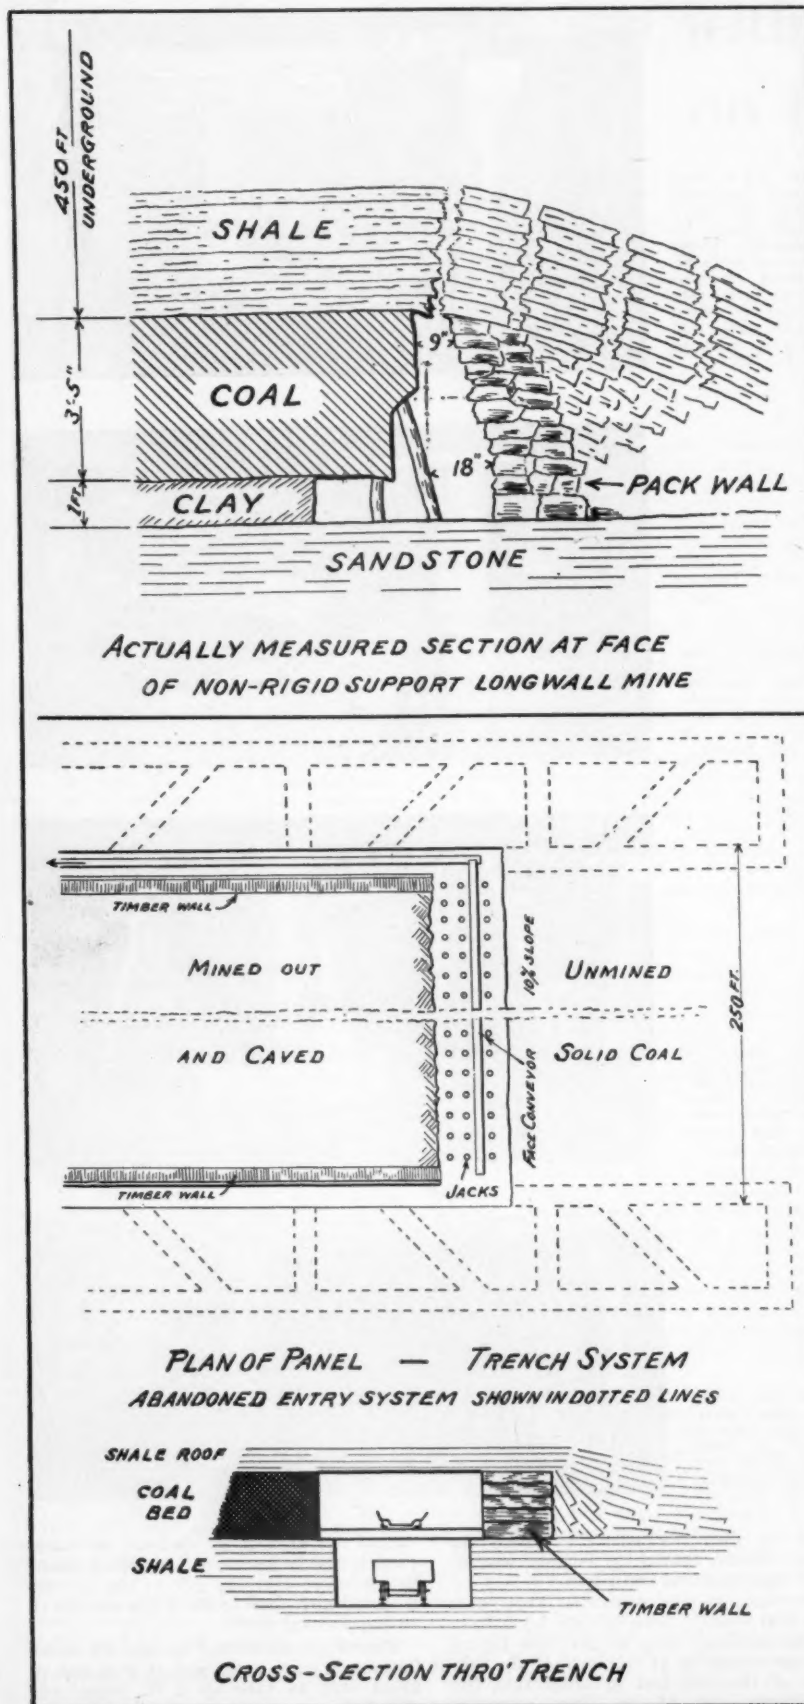 450 FT
UNDERGROUND
SHALE
9"
COAL
3'-5"
18"
PACK WALL
1 FT.
CLAY
SANDSTONE
ACTUALLY MEASURED SECTION AT FACE
OF NON-RIGID SUPPORT LONGWALL MINE
TIMBER WALL
MINED OUT
10% SLOPE
UNMINED
250 FT.
AND CAVED
FACE CONVEYOR
SOLID COAL
TIMBER WALL
JACKS
PLAN OF PANEL — TRENCH SYSTEM
ABANDONED ENTRY SYSTEM SHOWN IN DOTTED LINES
SHALE ROOF
COAL
BED
SHALE
TIMBER WALL
CROSS-SECTION THRO' TRENCH